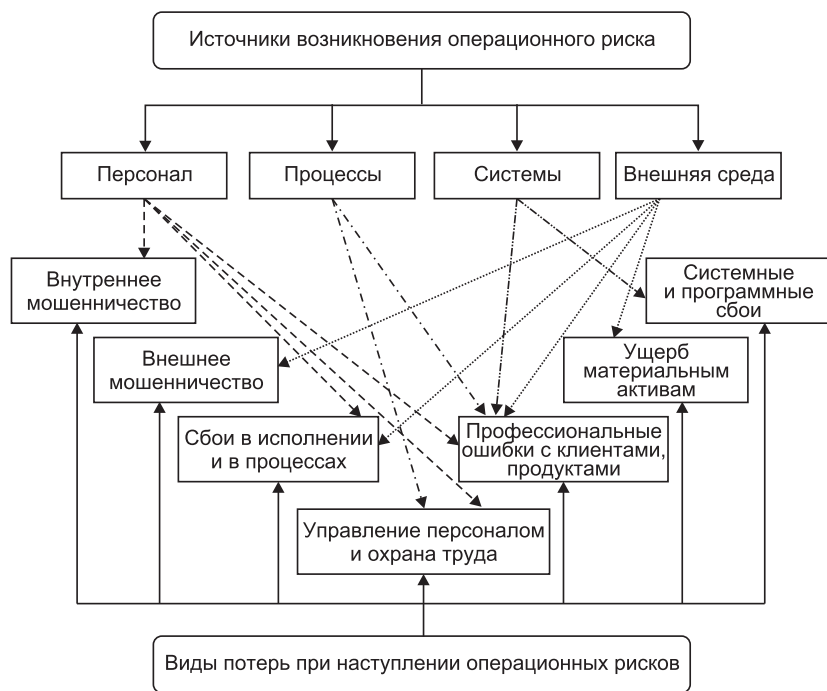 Источники возникновения операционного риска
Персонал
Процессы
Системы
Внешняя среда
Внутреннее
мошенничество
Системные
и программные
сбои
Внешнее
мошенничество
Ущерб
материальным
активам
Сбои в исполнении
и в процессах
Профессиональные
ошибки с клиентами,
продуктами
Управление персоналом
и охрана труда
Виды потерь при наступлении операционных рисков